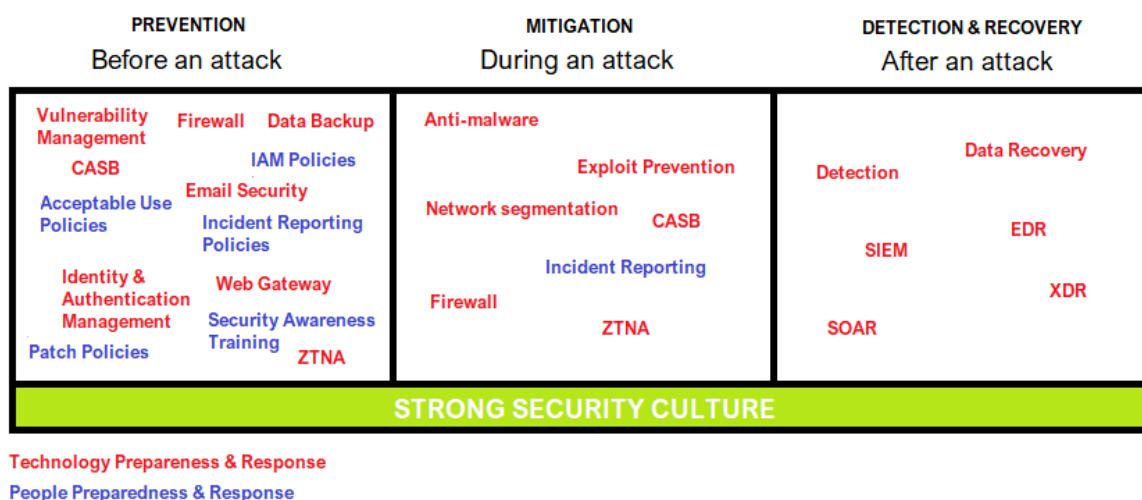 PREVENTION
Before an attack
MITIGATION
During an attack
DETECTION & RECOVERY
After an attack
Vulnerability
Management
Firewall
Data Backup
CASB
IAM Policies
Email Security
Acceptable Use
Policies
Incident Reporting
Policies
Identity &
Authentication
Management
Web Gateway
Security Awareness
Training
Patch Policies
ZTNA
Anti-malware
Exploit Prevention
Network segmentation
CASB
Incident Reporting
Firewall
ZTNA
Data Recovery
Detection
EDR
SIEM
XDR
SOAR
STRONG SECURITY CULTURE
Technology Prepareness & Response
People Preparedness & Response